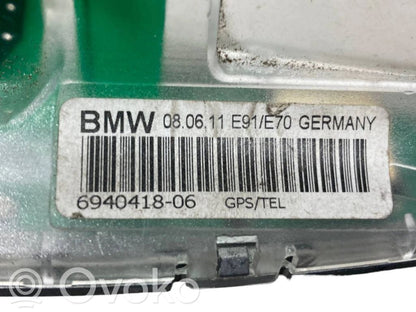 BMW 08.06.11 E91/E70 GERMANY
6940418-06 GPS/TEL
© OVOKO